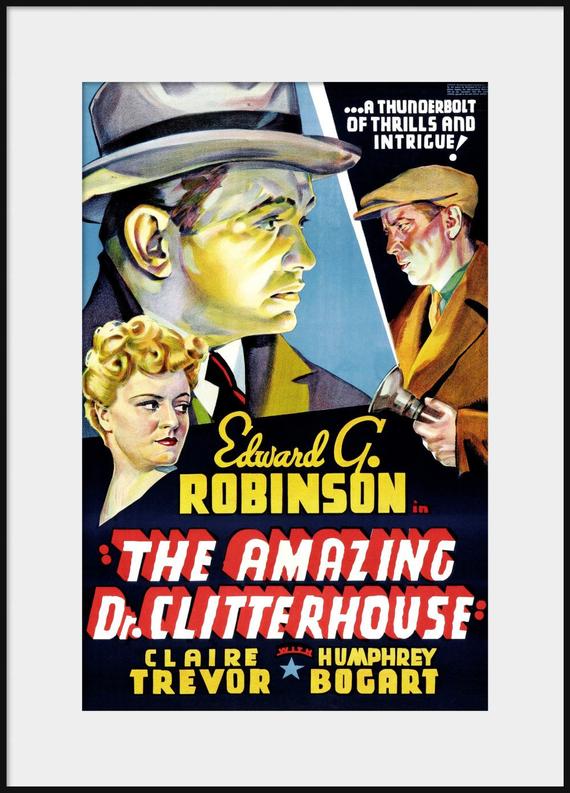 ...A THUNDERBOLT
OF THRILLS AND
INTRIGUE!
Edward G.
ROBINSON in
"THE AMAZING
Dr. CLITTERHOUSE"
CLAIRE WITH HUMPHREY
TREVOR BOGART